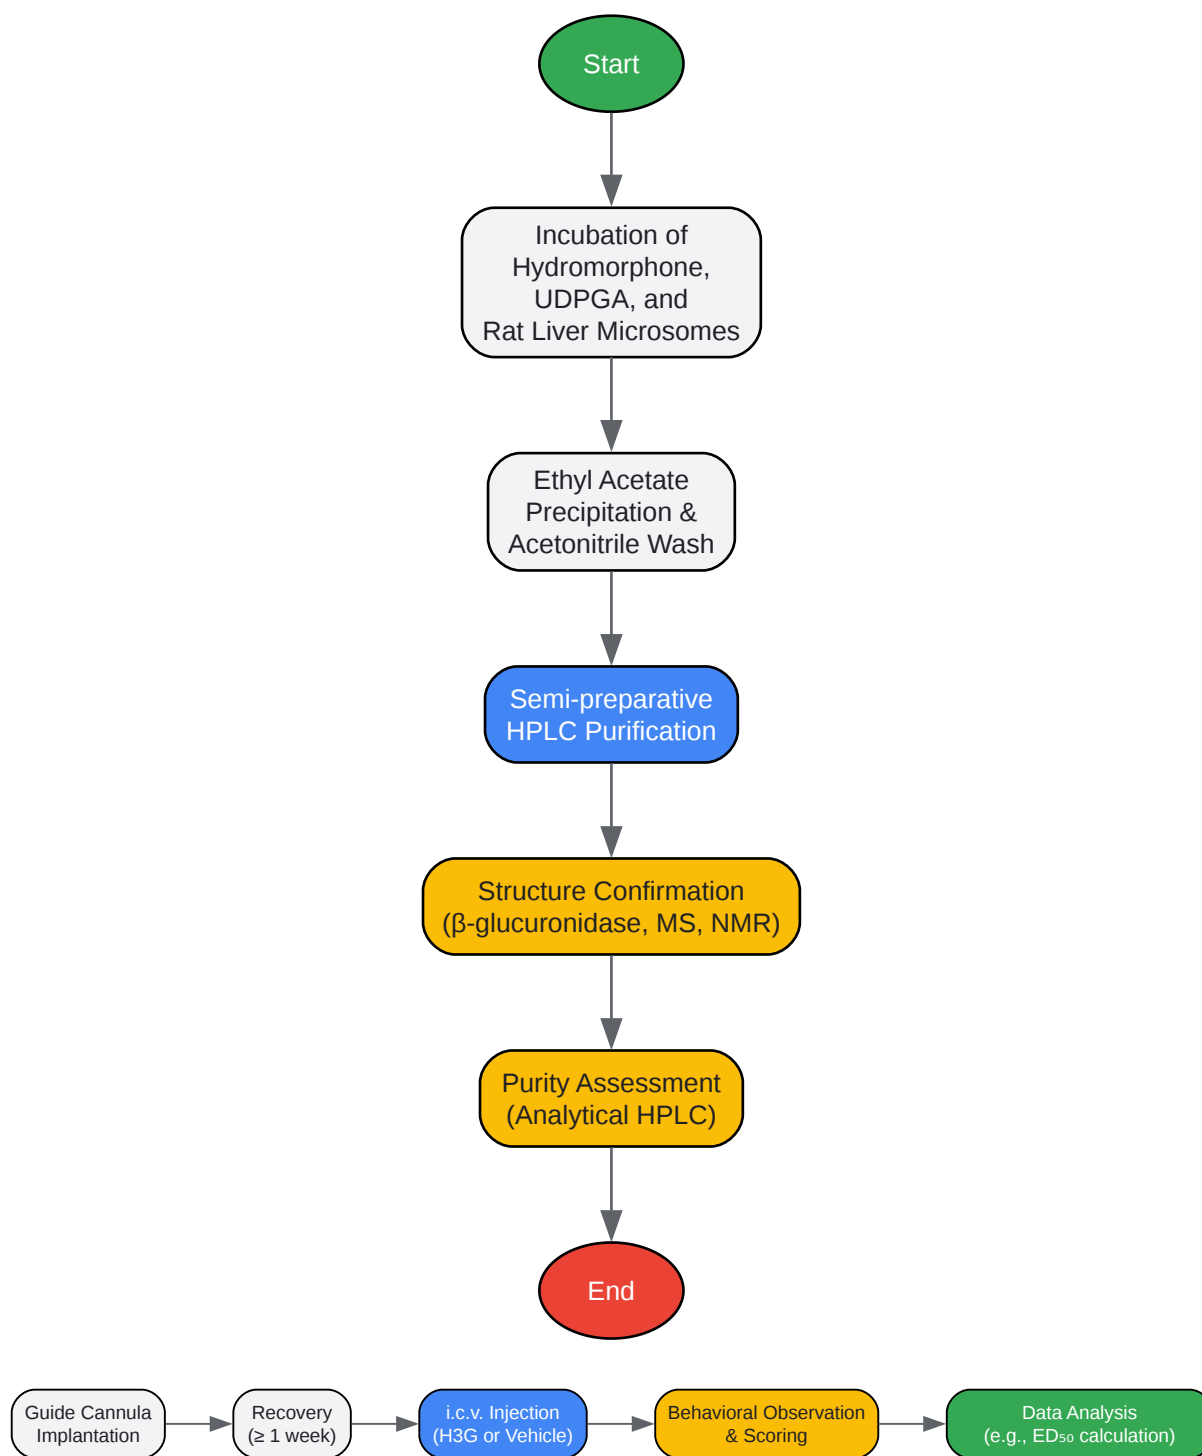 Start
Incubation of
Hydromorphone,
UDPGA, and
Rat Liver Microsomes
Ethyl Acetate
Precipitation &
Acetonitrile Wash
Semi-preparative
HPLC Purification
Structure Confirmation
(β-glucuronidase, MS, NMR)
Purity Assessment
(Analytical HPLC)
End
Guide Cannula
Implantation
Recovery
(≥ 1 week)
i.c.v. Injection
(H3G or Vehicle)
Behavioral Observation
& Scoring
Data Analysis
(e.g., ED₅₀ calculation)